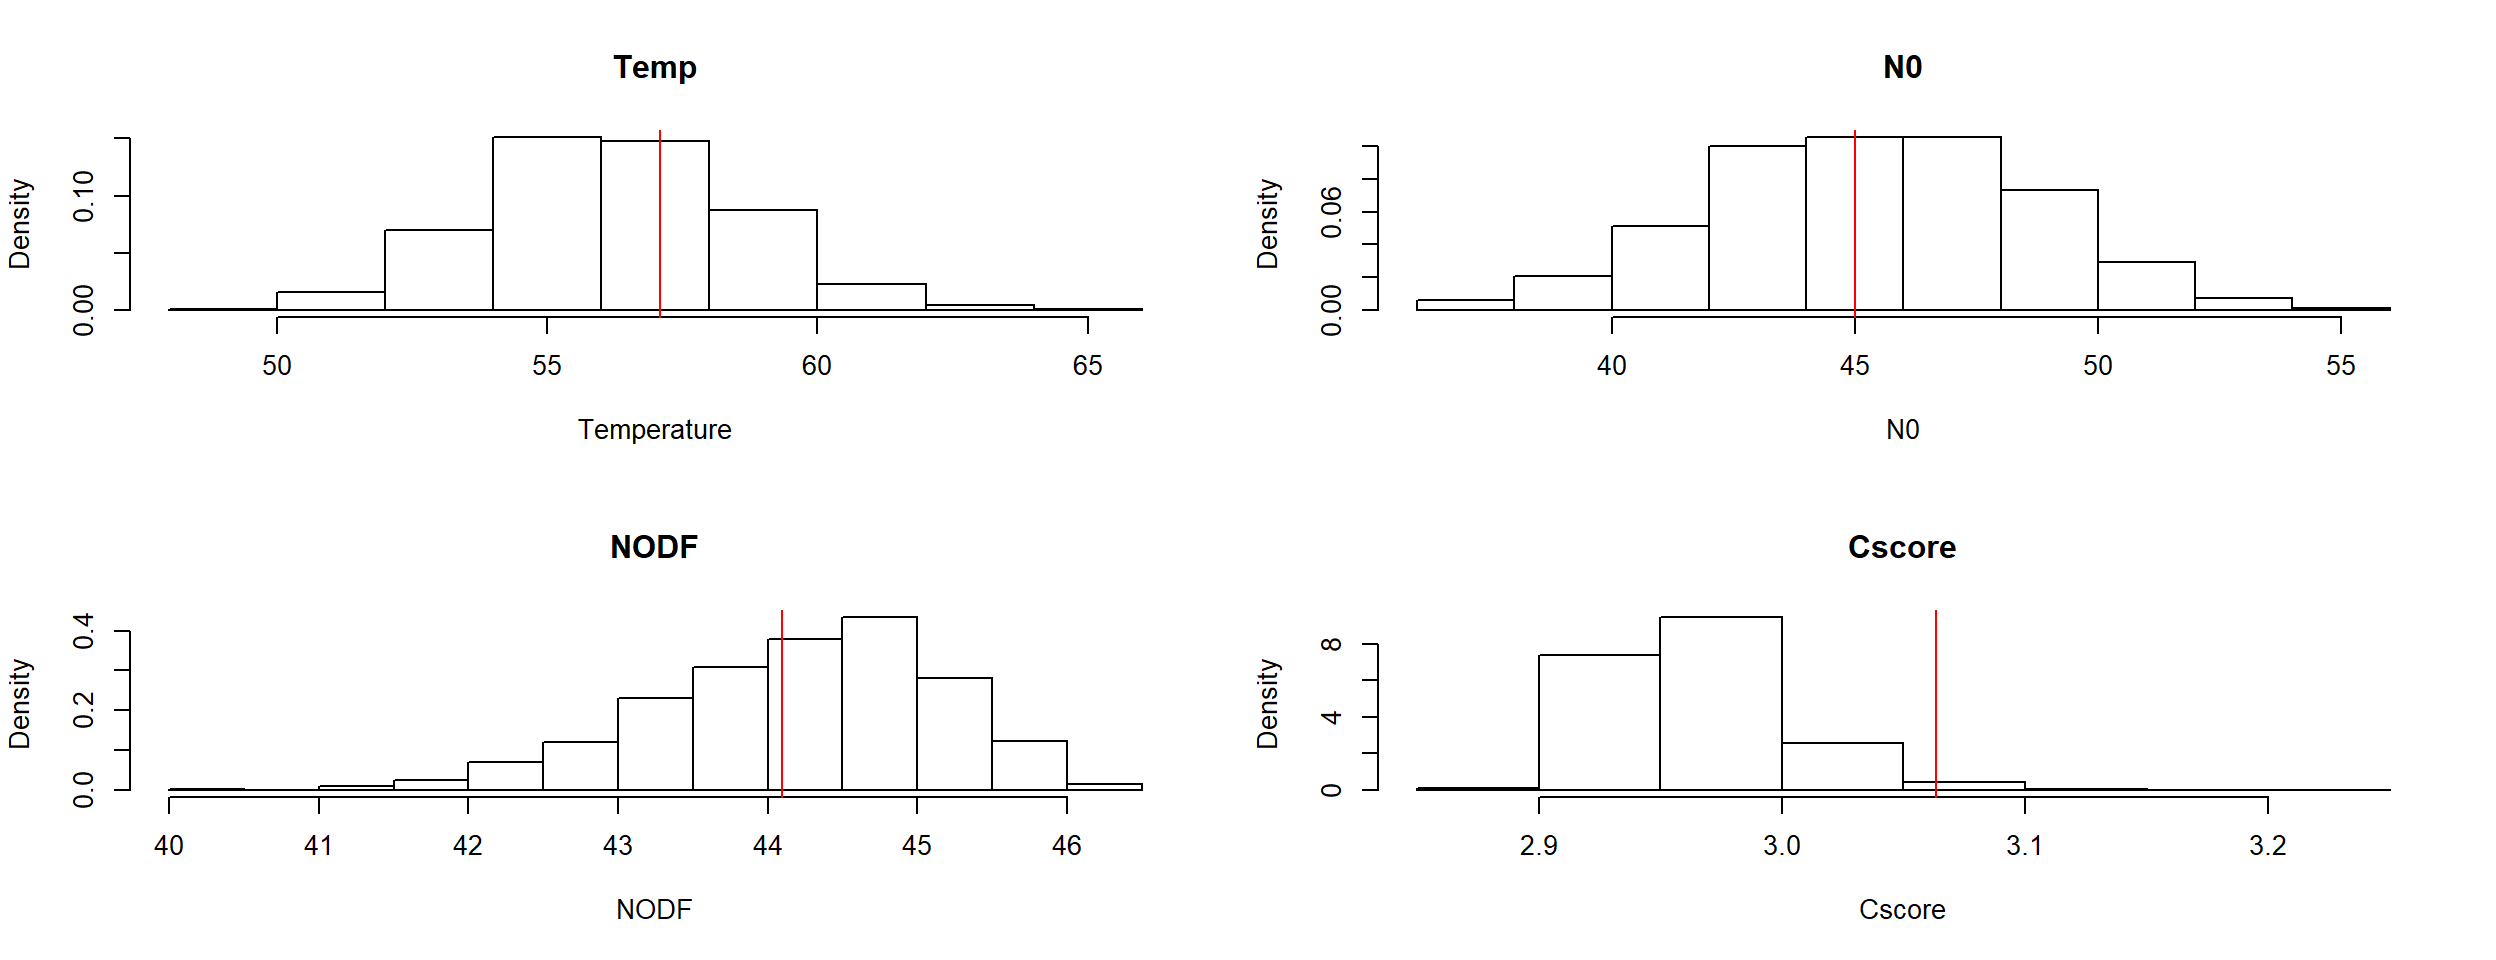 Temp
Density
0.00 0.10
50 55 60 65
Temperature
N0
Density
0.00 0.06
40 45 50 55
N0
NODF
Density
0.0 0.2 0.4
40 41 42 43 44 45 46
NODF
Cscore
Density
0 4 8
2.9 3.0 3.1 3.2
Cscore